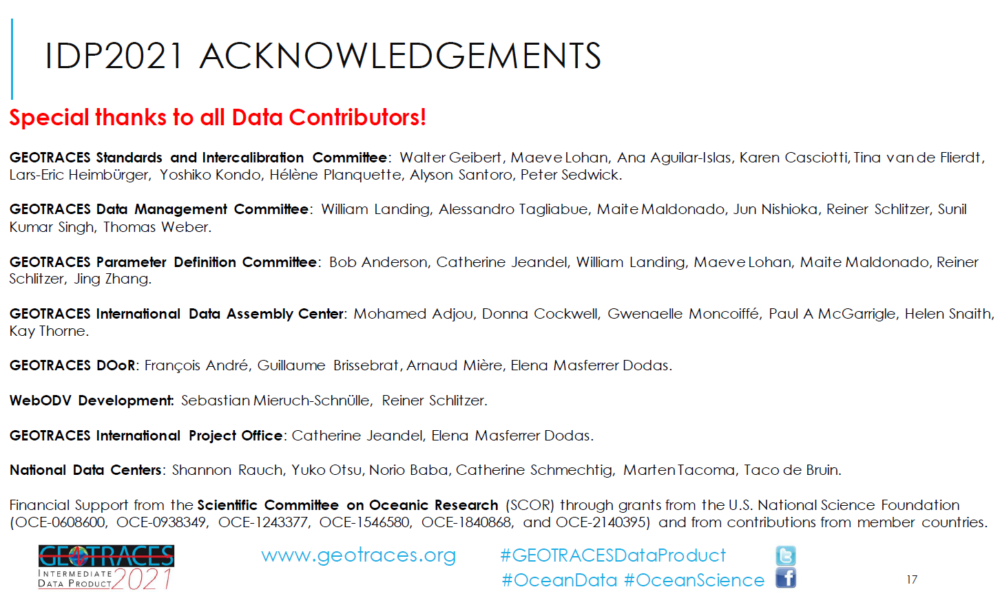 IDP2021 ACKNOWLEDGEMENTS
Special thanks to all Data Contributors!
GEOTRACES Standards and Intercalibration Committee: Walter Geibert, Maeve Lohan, Ana Aguilar-Islas, Karen Casciotti, Tina van de Flierdt,
Lars-Eric Heimbürger, Yoshiko Kondo, Hélène Planquette, Alyson Santoro, Peter Sedwick.
GEOTRACES Data Management Committee: William Landing, Alessandro Tagliabue, Maite Maldonado, Jun Nishioka, Reiner Schlitzer, Sunil
Kumar Singh, Thomas Weber.
GEOTRACES Parameter Definition Committee: Bob Anderson, Catherine Jeandel, William Landing, Maeve Lohan, Maite Maldonado, Reiner
Schlitzer, Jing Zhang.
GEOTRACES International Data Assembly Center: Mohamed Adjou, Donna Cockwell, Gwenaelle Moncoiffé, Paul A McGarrigle, Helen Snaith,
Kay Thorne.
GEOTRACES DOoR: François André, Guillaume Brissebrat, Arnaud Mière, Elena Masferrer Dodas.
WebODV Development: Sebastian Mieruch-Schnülle, Reiner Schlitzer.
GEOTRACES International Project Office: Catherine Jeandel, Elena Masferrer Dodas.
National Data Centers: Shannon Rauch, Yuko Otsu, Norio Baba, Catherine Schmechtig, Marten Tacoma, Taco de Bruin.
Financial Support from the Scientific Committee on Oceanic Research (SCOR) through grants from the U.S. National Science Foundation
(OCE-0608600, OCE-0938349, OCE-1243377, OCE-1546580, OCE-1840868, and OCE-2140395) and from contributions from member countries.
GEOTRACES
INTERMEDIATE
DATA PRODUCT 2021
www.geotraces.org
#GEOTRACESDataProduct
#OceanData #OceanScience
17